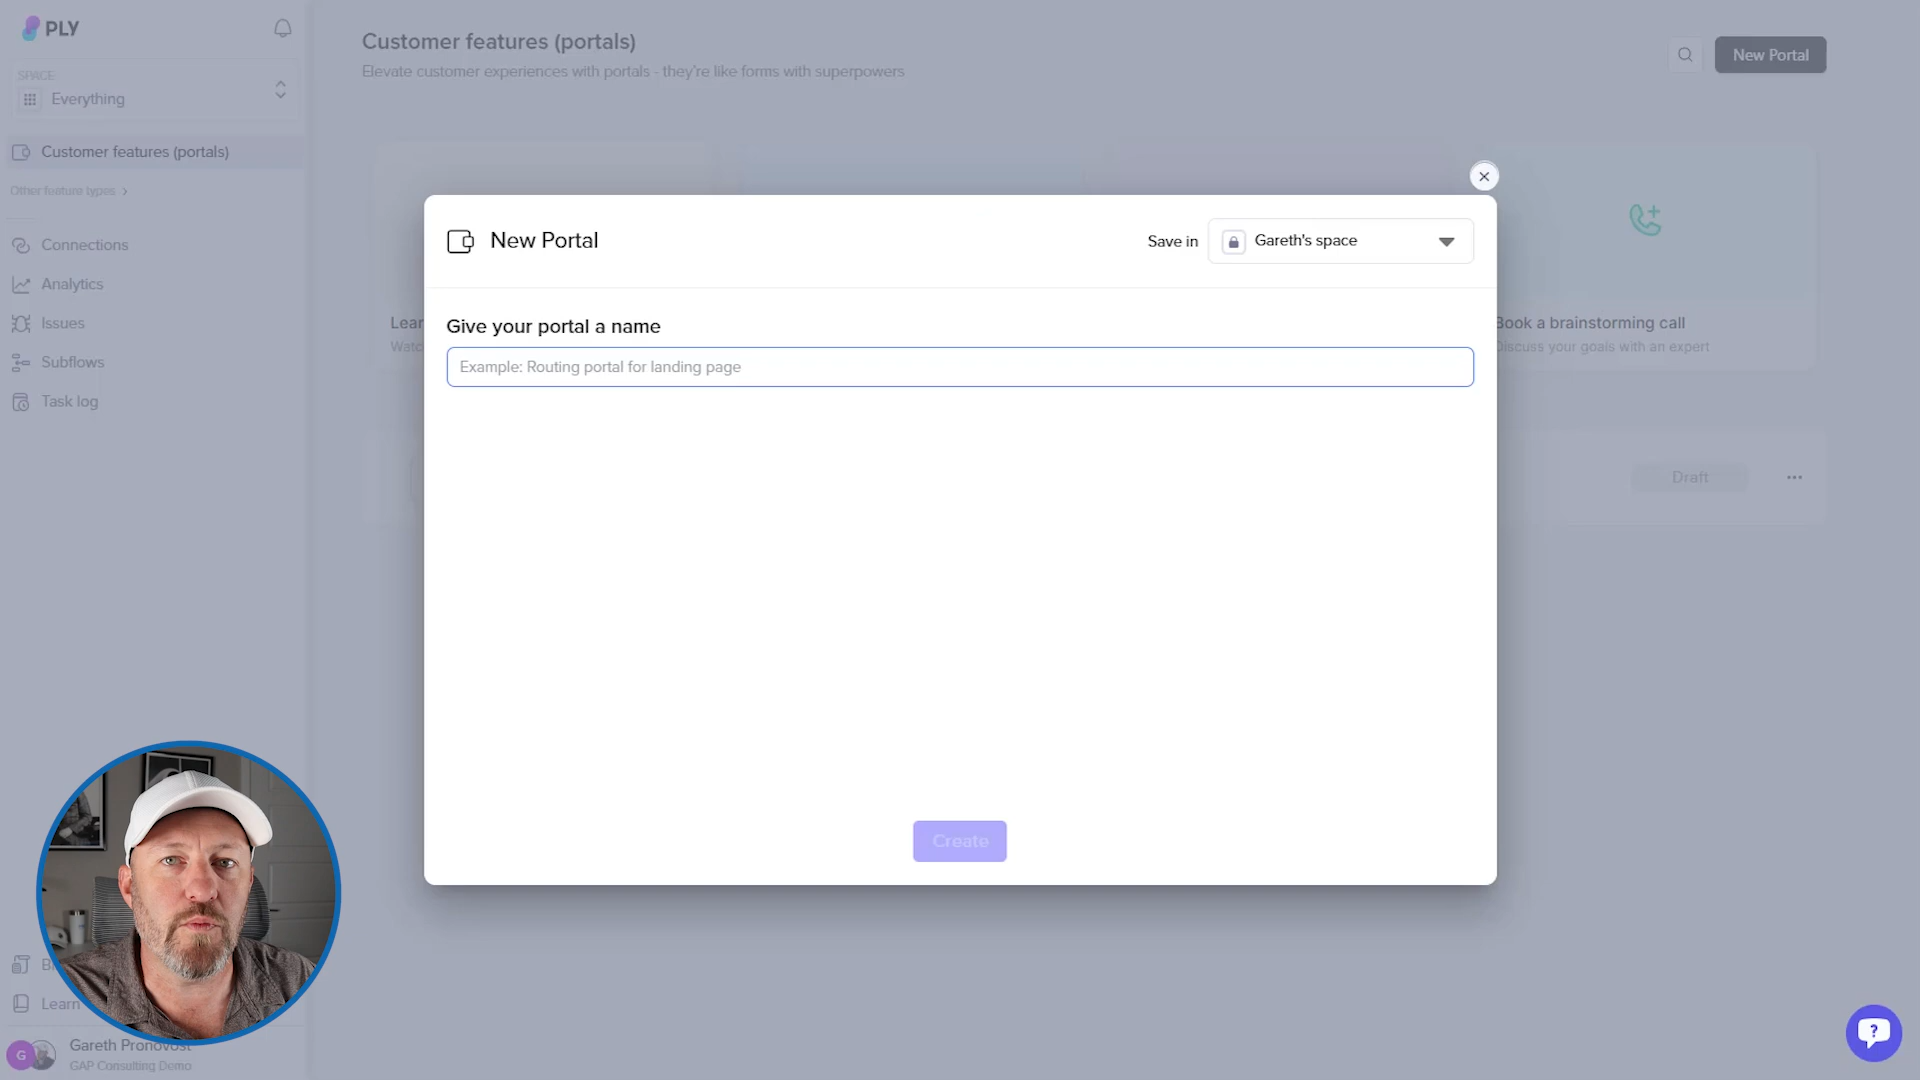 PLY
SPACE
Everything
Customer features (portals)
Other feature types
Connections
Analytics
Issues
Subflows
Task log
Learn
Gareth Pronovost
G
GAP Consulting Demo
Customer features (portals)
Elevate customer experiences with portals - they're like forms with superpowers
New Portal
New Portal
Save in
Gareth's space
Give your portal a name
Example: Routing portal for landing page
Create
Book a brainstorming call
Discuss your goals with an expert
Draft